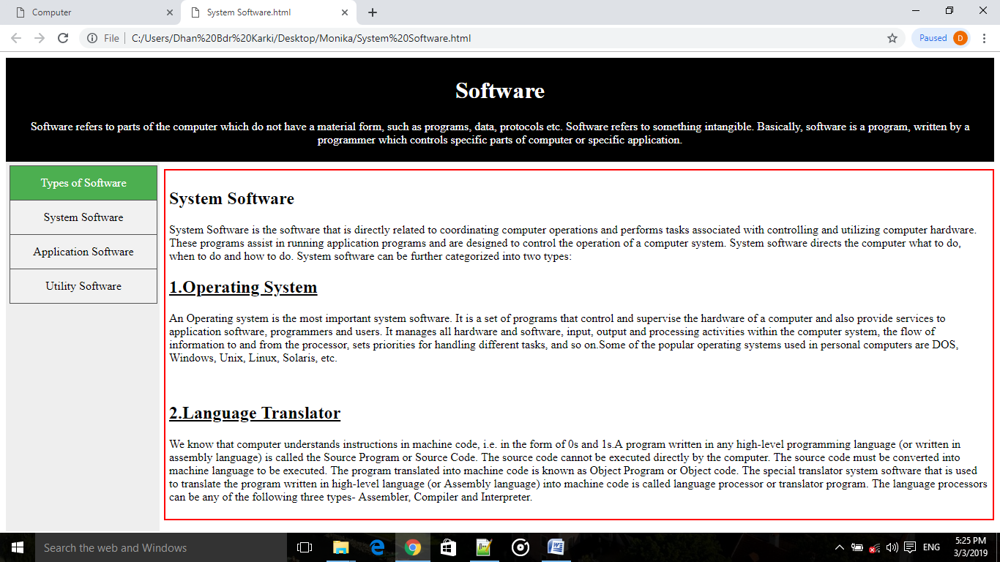 Computer
System Software.html
File
C:/Users/Dhan%20Bdr%20Karki/Desktop/Monika/System%20Software.html
Paused
D
Software
Software refers to parts of the computer which do not have a material form, such as programs, data, protocols etc. Software refers to something intangible. Basically, software is a program, written by a
programmer which controls specific parts of computer or specific application.
Types of Software
System Software
Application Software
Utility Software
System Software
System Software is the software that is directly related to coordinating computer operations and performs tasks associated with controlling and utilizing computer hardware.
These programs assist in running application programs and are designed to control the operation of a computer system. System software directs the computer what to do,
when to do and how to do. System software can be further categorized into two types:
1.Operating System
An Operating system is the most important system software. It is a set of programs that control and supervise the hardware of a computer and also provide services to
application software, programmers and users. It manages all hardware and software, input, output and processing activities within the computer system, the flow of
information to and from the processor, sets priorities for handling different tasks, and so on.Some of the popular operating systems used in personal computers are DOS,
Windows, Unix, Linux, Solaris, etc.
2.Language Translator
We know that computer understands instructions in machine code, i.e. in the form of 0s and 1s.A program written in any high-level programming language (or written in
assembly language) is called the Source Program or Source Code. The source code cannot be executed directly by the computer. The source code must be converted into
machine language to be executed. The program translated into machine code is known as Object Program or Object code. The special translator system software that is used
to translate the program written in high-level language (or Assembly language) into machine code is called language processor or translator program. The language processors
can be any of the following three types- Assembler, Compiler and Interpreter.
Search the web and Windows
ENG
5:25 PM
3/3/2019